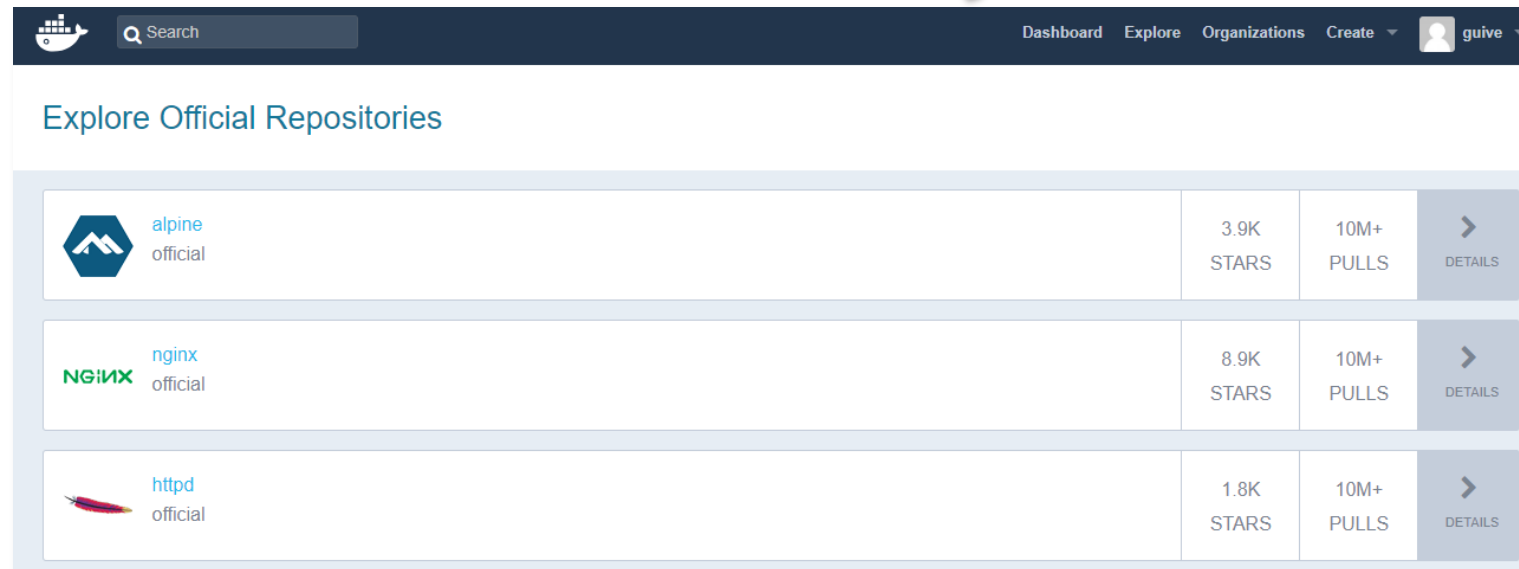 Search Dashboard Explore Organizations Create guive
Explore Official Repositories
alpine
official
3.9K
STARS
10M+
PULLS
DETAILS
NGINX
nginx
official
8.9K
STARS
10M+
PULLS
DETAILS
httpd
official
1.8K
STARS
10M+
PULLS
DETAILS